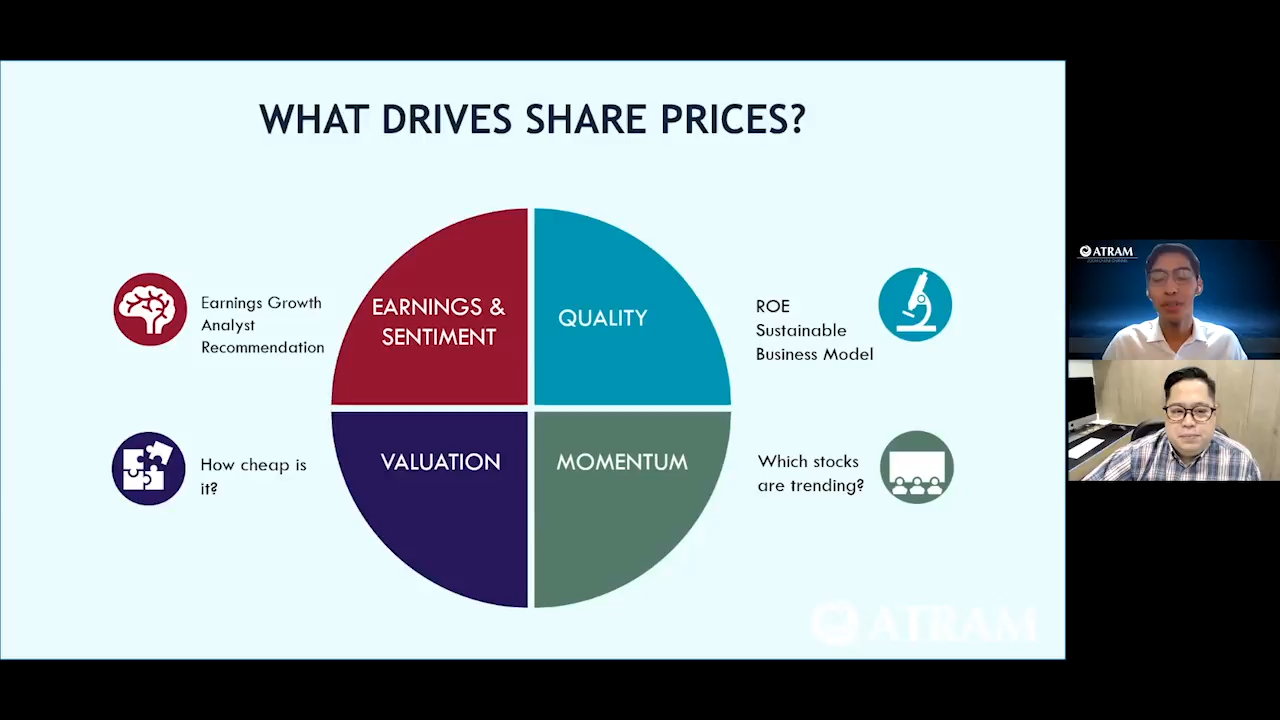 WHAT DRIVES SHARE PRICES?
Earnings Growth
Analyst
Recommendation
EARNINGS &
SENTIMENT
QUALITY
ROE
Sustainable
Business Model
How cheap is
it?
VALUATION
MOMENTUM
Which stocks
are trending?
ATRAM
ATRAM